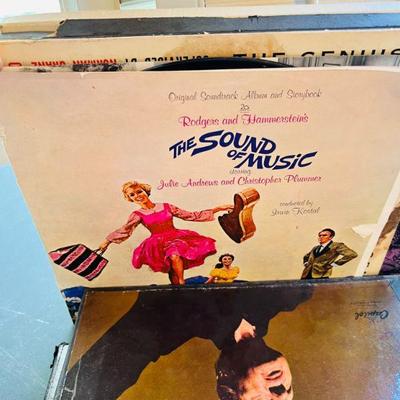 THE GENIUS
Original Soundtrack Album and Storybook
Rodgers and Hammerstein's
THE SOUND
OF MUSIC
starring
Julie Andrews and Christopher Plummer
conducted by
Irwin Kostal
Capitol